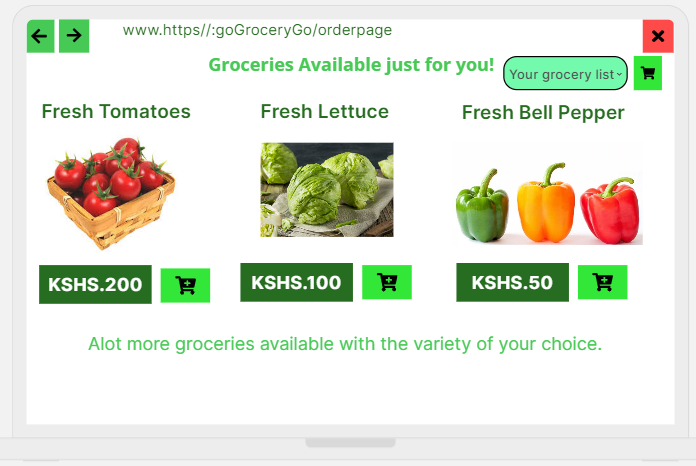 www.https//:goGroceryGo/orderpage
Groceries Available just for you!
Your grocery list
Fresh Tomatoes
Fresh Lettuce
Fresh Bell Pepper
KSHS.200
KSHS.100
KSHS.50
Alot more groceries available with the variety of your choice.